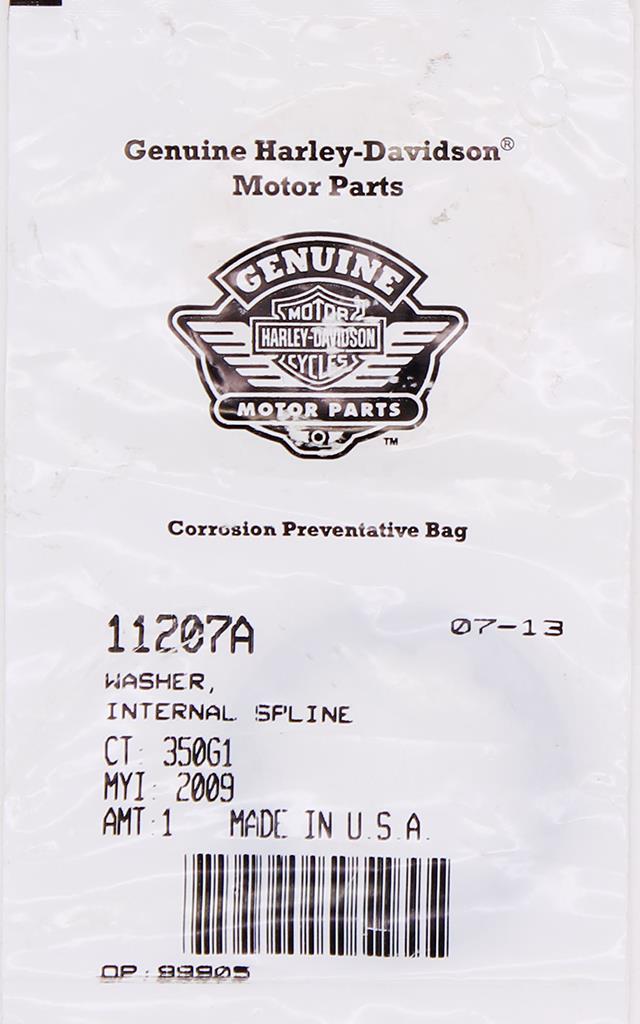 Genuine Harley-Davidson®
Motor Parts
GENUINE
MOTOR
HARLEY-DAVIDSON
CYCLES
MOTOR PARTS
TM
Corrosion Preventative Bag
11207A
07-13
WASHER,
INTERNAL SPLINE
CT: 350G1
MYI: 2009
AMT:1 MADE IN U.S.A.
OP: